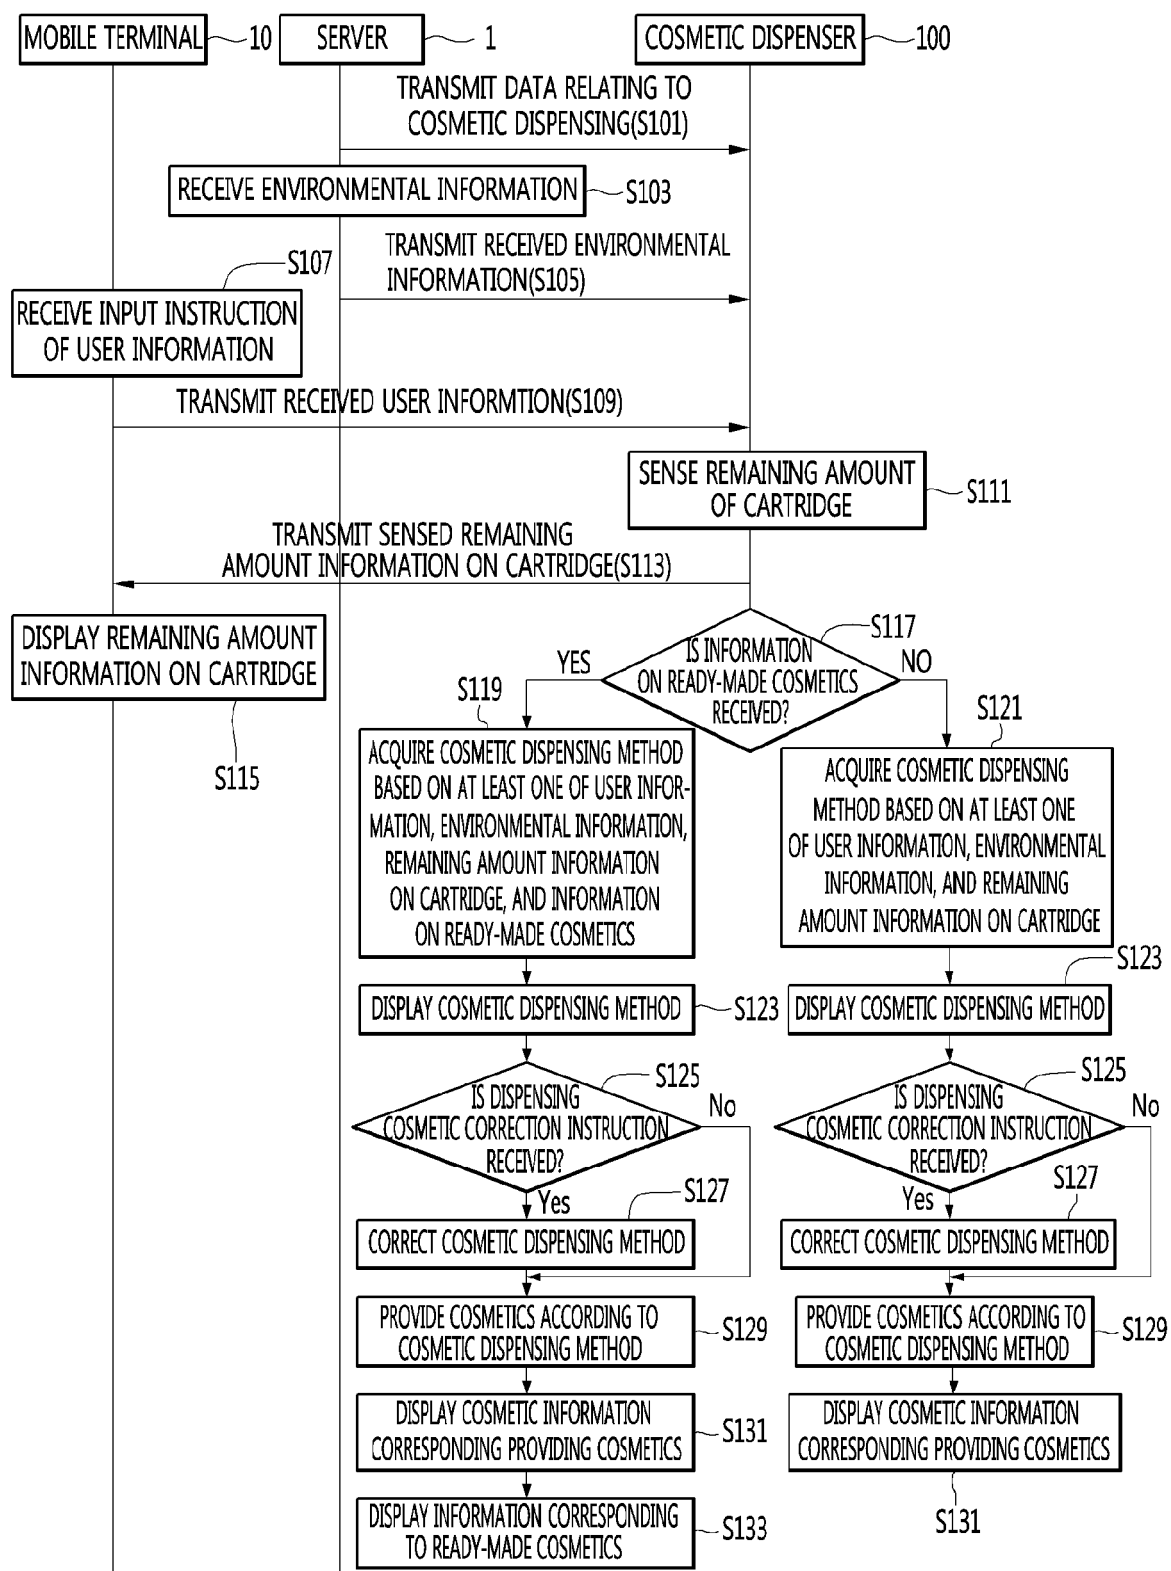 MOBILE TERMINAL
10
SERVER
1
COSMETIC DISPENSER
100
TRANSMIT DATA RELATING TO
COSMETIC DISPENSING(S101)
RECEIVE ENVIRONMENTAL INFORMATION
S103
TRANSMIT RECEIVED ENVIRONMENTAL
INFORMATION(S105)
S107
RECEIVE INPUT INSTRUCTION
OF USER INFORMATION
TRANSMIT RECEIVED USER INFORMTION(S109)
SENSE REMAINING AMOUNT
OF CARTRIDGE
S111
TRANSMIT SENSED REMAINING
AMOUNT INFORMATION ON CARTRIDGE(S113)
DISPLAY REMAINING AMOUNT
INFORMATION ON CARTRIDGE
S115
S117
IS INFORMATION
ON READY-MADE COSMETICS
RECEIVED?
YES
NO
S119
ACQUIRE COSMETIC DISPENSING METHOD
BASED ON AT LEAST ONE OF USER INFOR-
MATION, ENVIRONMENTAL INFORMATION,
REMAINING AMOUNT INFORMATION
ON CARTRIDGE, AND INFORMATION
ON READY-MADE COSMETICS
S121
ACQUIRE COSMETIC DISPENSING
METHOD BASED ON AT LEAST ONE
OF USER INFORMATION, ENVIRONMENTAL
INFORMATION, AND REMAINING
AMOUNT INFORMATION ON CARTRIDGE
DISPLAY COSMETIC DISPENSING METHOD
S123
DISPLAY COSMETIC DISPENSING METHOD
S123
IS DISPENSING
COSMETIC CORRECTION INSTRUCTION
RECEIVED?
S125
No
Yes
IS DISPENSING
COSMETIC CORRECTION INSTRUCTION
RECEIVED?
S125
No
Yes
S127
CORRECT COSMETIC DISPENSING METHOD
S127
CORRECT COSMETIC DISPENSING METHOD
PROVIDE COSMETICS ACCORDING TO
COSMETIC DISPENSING METHOD
S129
PROVIDE COSMETICS ACCORDING TO
COSMETIC DISPENSING METHOD
S129
DISPLAY COSMETIC INFORMATION
CORRESPONDING PROVIDING COSMETICS
S131
DISPLAY COSMETIC INFORMATION
CORRESPONDING PROVIDING COSMETICS
S131
DISPLAY INFORMATION CORRESPONDING
TO READY-MADE COSMETICS
S133